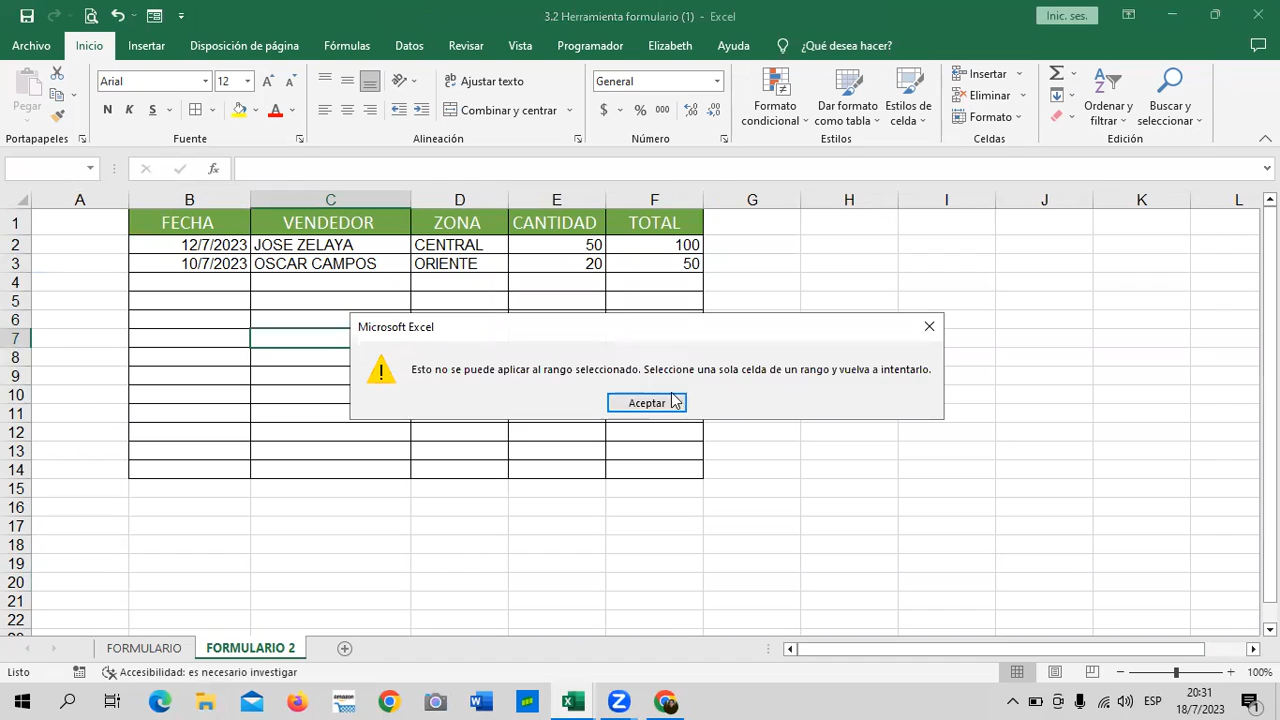 3.2 Herramienta formulario (1) - Excel
Inic. ses.
Archivo Inicio Insertar Disposición de página Fórmulas Datos Revisar Vista Programador Elizabeth Ayuda ¿Qué desea hacer?
Pegar
Arial 12
Ajustar texto
General
Formato condicional
Dar formato como tabla
Estilos de celda
Insertar
Eliminar
Formato
Ordenar y filtrar
Buscar y seleccionar
N K S
Combinar y centrar
$ % 000
Portapapeles Fuente Alineación Número Estilos Celdas Edición
fx
A B C D E F G H I J K L
1 FECHA VENDEDOR ZONA CANTIDAD TOTAL
2 12/7/2023 JOSE ZELAYA CENTRAL 50 100
3 10/7/2023 OSCAR CAMPOS ORIENTE 20 50
4
5
6
7
8
9
10
11
12
13
14
15
16
17
18
19
20
21
22
Microsoft Excel
Esto no se puede aplicar al rango seleccionado. Seleccione una sola celda de un rango y vuelva a intentarlo.
Aceptar
FORMULARIO FORMULARIO 2
Listo Accesibilidad: es necesario investigar 100%
ESP
20:31
18/7/2023